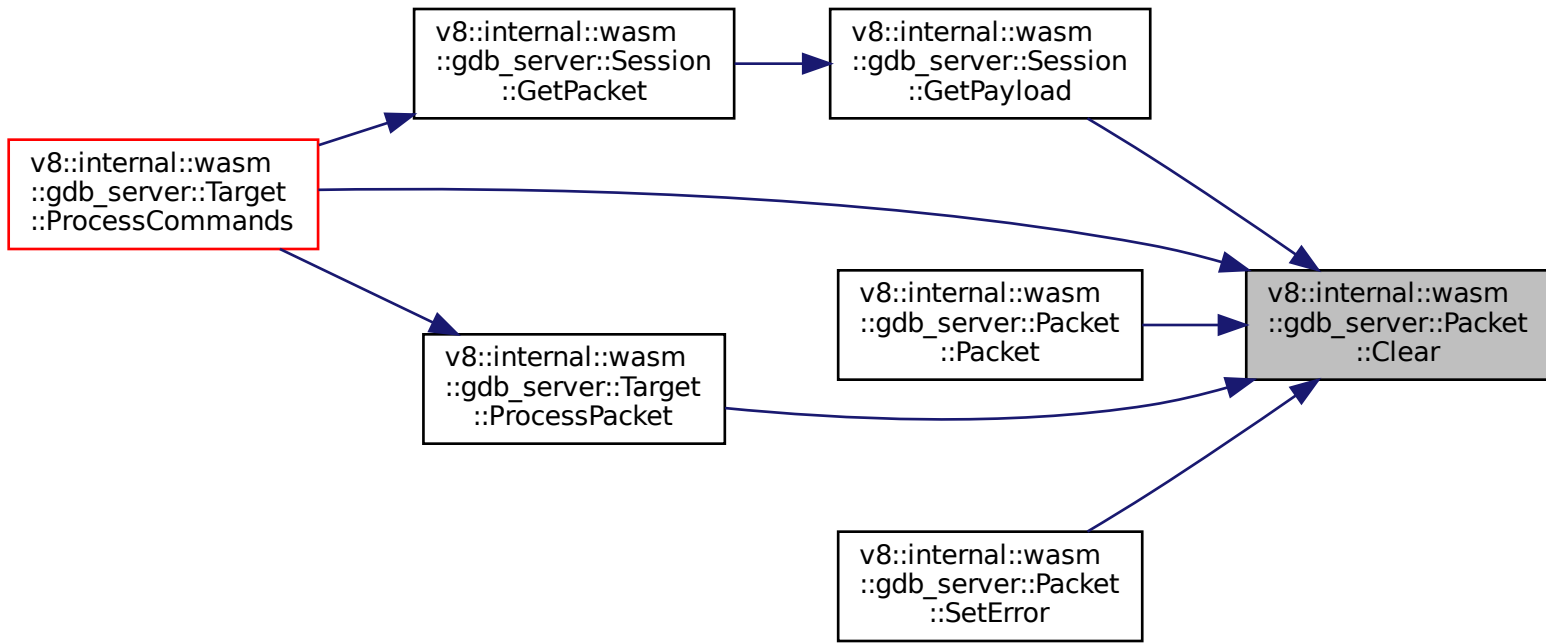 v8::internal::wasm
::gdb_server::Session
::GetPacket
v8::internal::wasm
::gdb_server::Session
::GetPayload
v8::internal::wasm
::gdb_server::Target
::ProcessCommands
v8::internal::wasm
::gdb_server::Packet
::Packet
v8::internal::wasm
::gdb_server::Packet
::Clear
v8::internal::wasm
::gdb_server::Target
::ProcessPacket
v8::internal::wasm
::gdb_server::Packet
::SetError